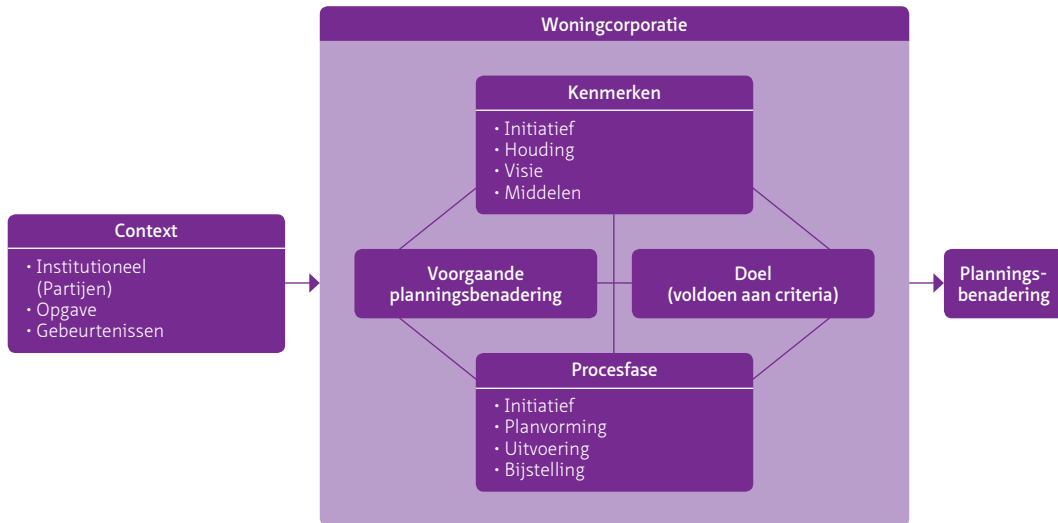 Woningcorporatie
Kenmerken
• Initiatief
• Houding
• Visie
• Middelen
Context
• Institutioneel
(Partijen)
• Opgave
• Gebeurtenissen
Voorgaande
planningsbenadering
Doel
(voldoen aan criteria)
Plannings-
benadering
Procesfase
• Initiatief
• Planvorming
• Uitvoering
• Bijstelling